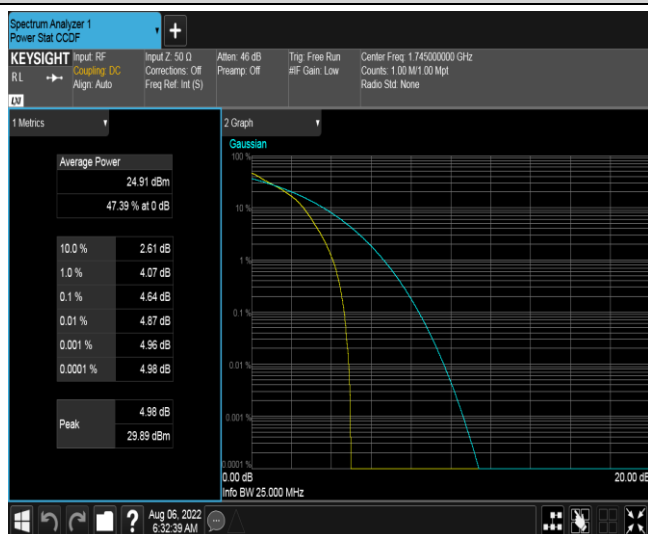 Spectrum Analyzer 1
Power Stat CCDF
KEYSIGHT
RL
LXI
Input: RF
Coupling: DC
Align: Auto
Input Z: 50 Ω
Corrections: Off
Freq Ref: Int (S)
Atten: 46 dB
Preamp: Off
Trig: Free Run
#IF Gain: Low
Center Freq: 1.745000000 GHz
Counts: 1.00 M/1.00 Mpt
Radio Std: None
1 Metrics
Average Power
24.91 dBm
47.39 % at 0 dB
10.0 % 2.61 dB
1.0 % 4.07 dB
0.1 % 4.64 dB
0.01 % 4.87 dB
0.001 % 4.96 dB
0.0001 % 4.98 dB
Peak
4.98 dB
29.89 dBm
2 Graph
Gaussian
100 %
10 %
1 %
0.1 %
0.01 %
0.001 %
0.0001 %
0.00 dB
20.00 dB
Info BW 25.000 MHz
?
Aug 06, 2022
6:32:39 AM